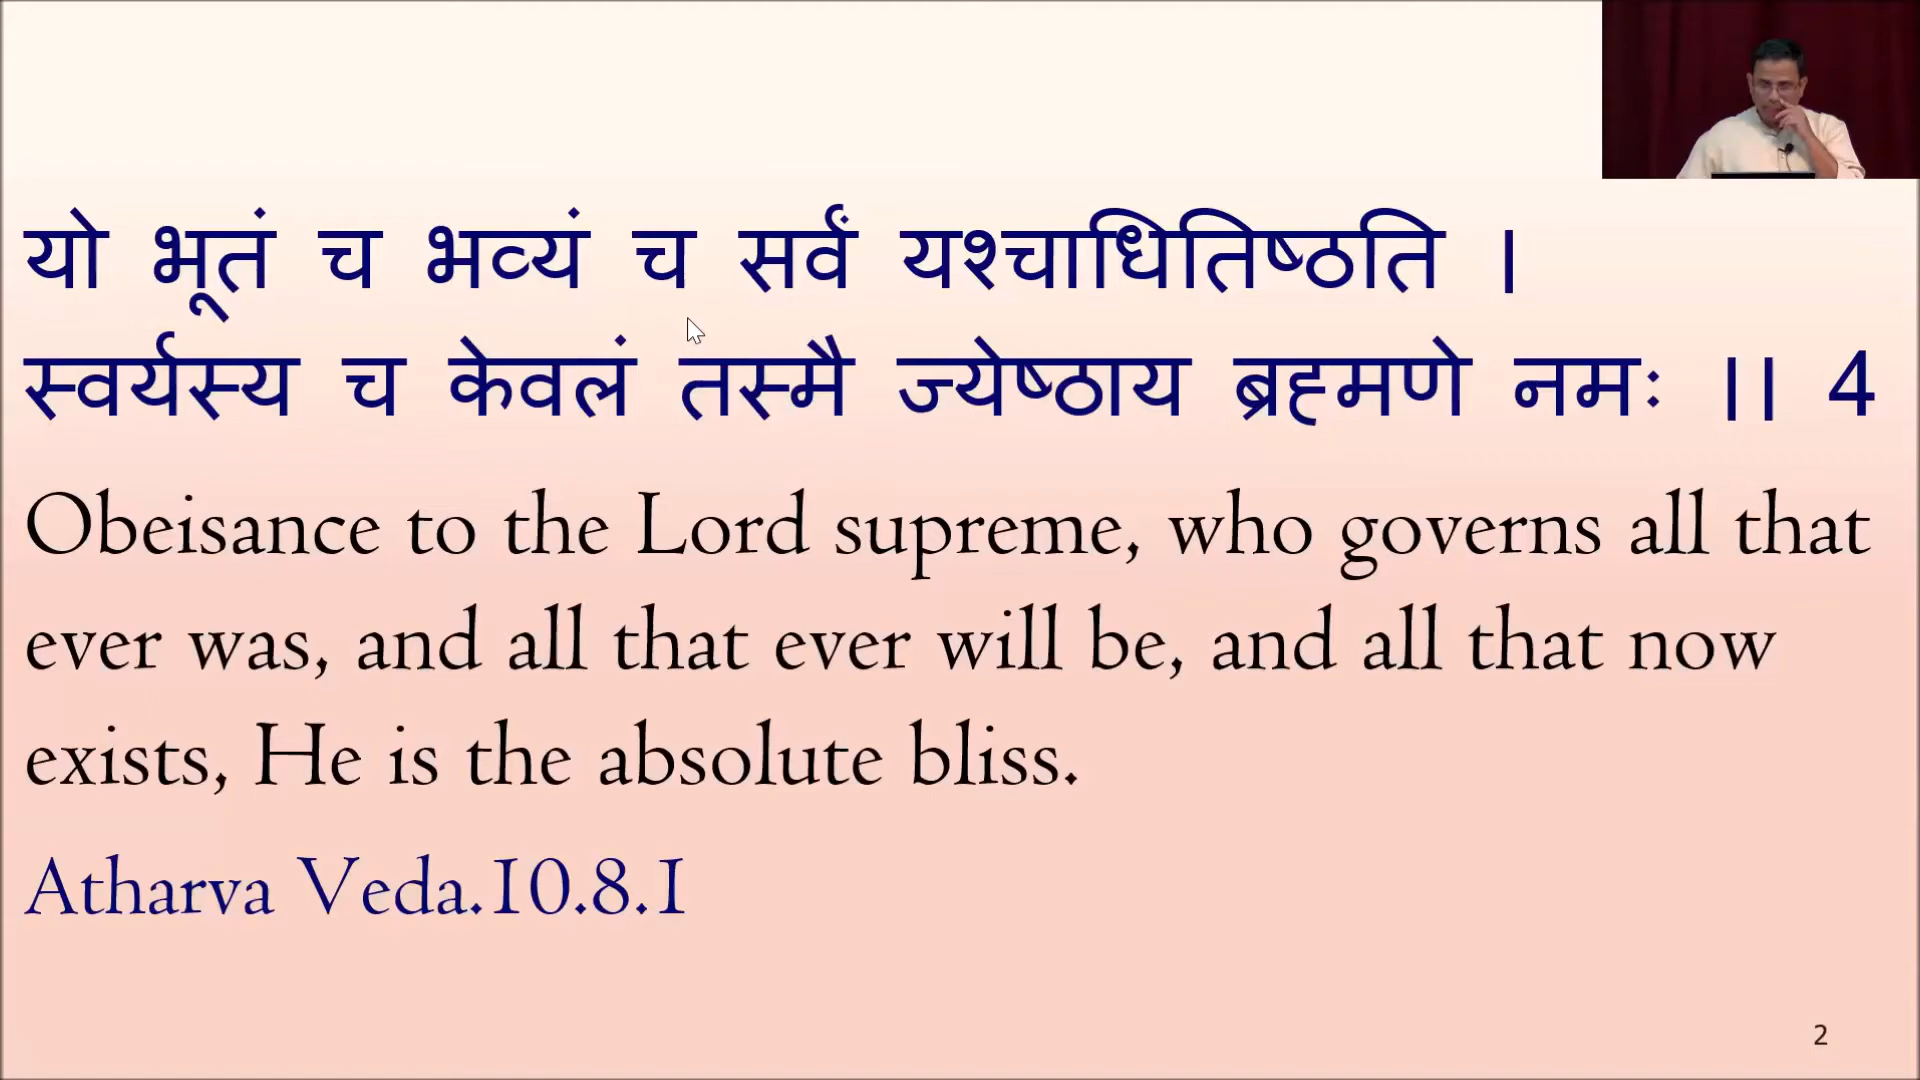 यो भूतं च भव्यं च सर्वं यश्चाधितिष्ठति ।
स्वर्यस्य च केवलं तस्मै ज्येष्ठाय ब्रह्मणे नमः ।। 4
Obeisance to the Lord supreme, who governs all that
ever was, and all that ever will be, and all that now
exists, He is the absolute bliss.
Atharva Veda.10.8.1
2